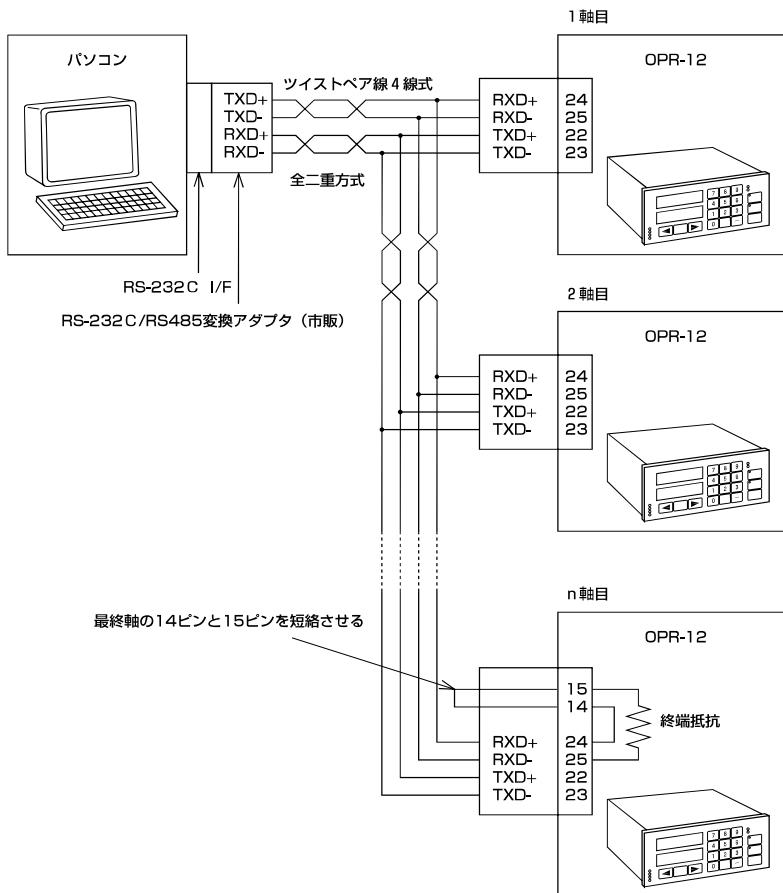 1軸目
パソコン
OPR-12
ツイストペア線4線式
TXD+
TXD-
RXD+
RXD-
RXD+ 24
RXD- 25
TXD+ 22
TXD- 23
全二重方式
RS-232C I/F
RS-232C/RS485変換アダプタ（市販）
2軸目
OPR-12
RXD+ 24
RXD- 25
TXD+ 22
TXD- 23
n軸目
最終軸の14ピンと15ピンを短絡させる
OPR-12
15
14
終端抵抗
RXD+ 24
RXD- 25
TXD+ 22
TXD- 23